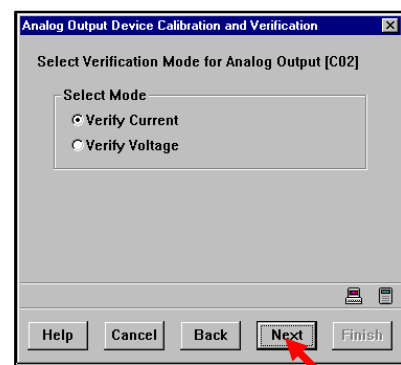 Analog Output Device Calibration and Verification
Select Verification Mode for Analog Output [C02]
Select Mode
Verify Current
Verify Voltage
Help Cancel Back Next Finish